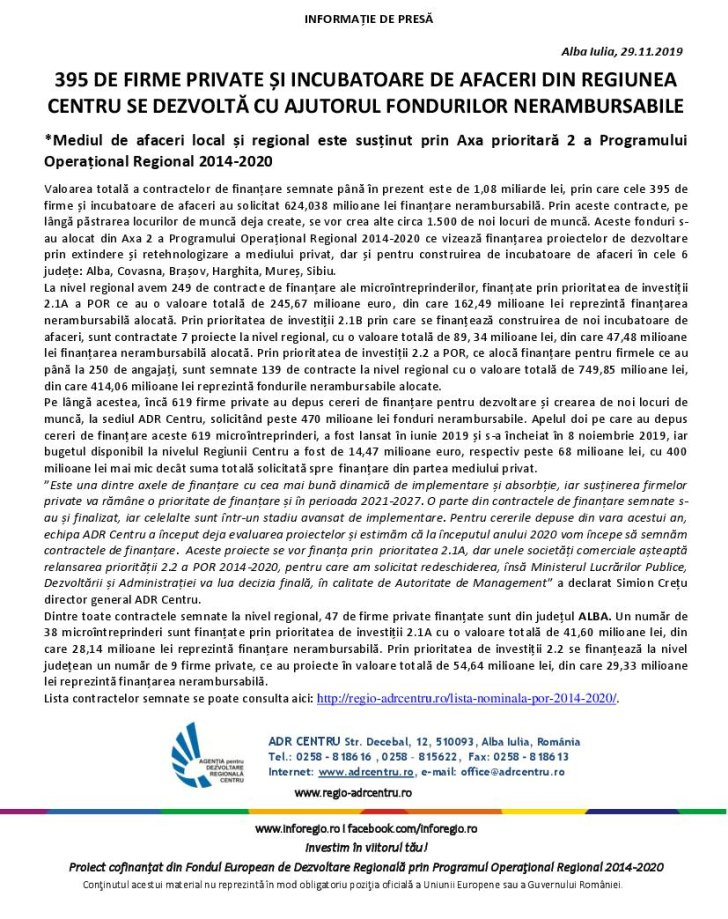 INFORMAȚIE DE PRESĂ
Alba Iulia, 29.11.2019
395 DE FIRME PRIVATE ȘI INCUBATOARE DE AFACERI DIN REGIUNEA
CENTRU SE DEZVOLTĂ CU AJUTORUL FONDURILOR NERAMBURSABILE
*Mediul de afaceri local și regional este susținut prin Axa prioritară 2 a Programului
Operațional Regional 2014-2020
Valoarea totală a contractelor de finanțare semnate până în prezent este de 1,08 miliarde lei, prin care cele 395 de
firme și incubatoare de afaceri au solicitat 624,038 milioane lei finanțare nerambursabilă. Prin aceste contracte, pe
lângă păstrarea locurilor de muncă deja create, se vor crea alte circa 1.500 de noi locuri de muncă. Aceste fonduri s-
au alocat din Axa 2 a Programului Operațional Regional 2014-2020 ce vizează finanțarea proiectelor de dezvoltare
prin extindere și retehnologizare a mediului privat, dar și pentru construirea de incubatoare de afaceri în cele 6
județe: Alba, Covasna, Brașov, Harghita, Mureș, Sibiu.
La nivel regional avem 249 de contracte de finanțare ale microîntreprinderilor, finanțate prin prioritatea de investiții
2.1A a POR ce au o valoare totală de 245,67 milioane euro, din care 162,49 milioane lei reprezintă finanțarea
nerambursabilă alocată. Prin prioritatea de investiții 2.1B prin care se finanțează construirea de noi incubatoare de
afaceri, sunt contractate 7 proiecte la nivel regional, cu o valoare totală de 89, 34 milioane lei, din care 47,48 milioane
lei finanțarea nerambursabilă alocată. Prin prioritatea de investiții 2.2 a POR, ce alocă finanțare pentru firmele ce au
până la 250 de angajați, sunt semnate 139 de contracte la nivel regional cu o valoare totală de 749,85 milioane lei,
din care 414,06 milioane lei reprezintă fondurile nerambursabile alocate.
Pe lângă acestea, încă 619 firme private au depus cereri de finanțare pentru dezvoltare și crearea de noi locuri de
muncă, la sediul ADR Centru, solicitând peste 470 milioane lei fonduri nerambursabile. Apelul doi pe care au depus
cereri de finanțare aceste 619 microîntreprinderi, a fost lansat în iunie 2019 și s-a încheiat în 8 noiembrie 2019, iar
bugetul disponibil la nivelul Regiunii Centru a fost de 14,47 milioane euro, respectiv peste 68 milioane lei, cu 400
milioane lei mai mic decât suma totală solicitată spre finanțare din partea mediului privat.
"Este una dintre axele de finanțare cu cea mai bună dinamică de implementare și absorbție, iar susținerea firmelor
private va rămâne o prioritate de finanțare și în perioada 2021-2027. O parte din contractele de finanțare semnate s-
au și finalizat, iar celelalte sunt într-un stadiu avansat de implementare. Pentru cererile depuse din vara acestui an,
echipa ADR Centru a început deja evaluarea proiectelor și estimăm că la începutul anului 2020 vom începe să semnăm
contractele de finanțare. Aceste proiecte se vor finanța prin prioritatea 2.1A, dar unele societăți comerciale așteaptă
relansarea priorității 2.2 a POR 2014-2020, pentru care am solicitat redeschiderea, însă Ministerul Lucrărilor Publice,
Dezvoltării și Administrației va lua decizia finală, în calitate de Autoritate de Management" a declarat Simion Crețu
director general ADR Centru.
Dintre toate contractele semnate la nivel regional, 47 de firme private finanțate sunt din județul ALBA. Un număr de
38 microîntreprinderi sunt finanțate prin prioritatea de investiții 2.1A cu o valoare totală de 41,60 milioane lei, din
care 28,14 milioane lei reprezintă finanțare nerambursabilă. Prin prioritatea de investiții 2.2 se finanțează la nivel
județean un număr de 9 firme private, ce au proiecte în valoare totală de 54,64 milioane lei, din care 29,33 milioane
lei reprezintă finanțarea nerambursabilă.
Lista contractelor semnate se poate consulta aici: http://regio-adrcentru.ro/lista-nominala-por-2014-2020/.
AGENȚIA pentru
DEZVOLTARE
REGIONALĂ
CENTRU
ADR CENTRU Str. Decebal, 12, 510093, Alba Iulia, România
Tel.: 0258 - 818616 , 0258 - 815622, Fax: 0258 - 818613
Internet: www.adrcentru.ro, e-mail: office@adrcentru.ro
www.regio-adrcentru.ro
www.inforegio.ro I facebook.com/inforegio.ro
Investim în viitorul tău!
Proiect cofinanțat din Fondul European de Dezvoltare Regională prin Programul Operațional Regional 2014-2020
Conținutul acestui material nu reprezintă în mod obligatoriu poziția oficială a Uniunii Europene sau a Guvernului României.